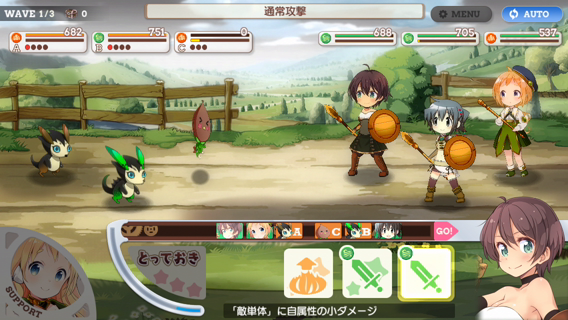 WAVE 1/3 0
通常攻撃
MENU
AUTO
682
A
751
B
0
C
688
705
537
A C B
GO!
SUPPORT
とっておき
「敵単体」に自属性の小ダメージ